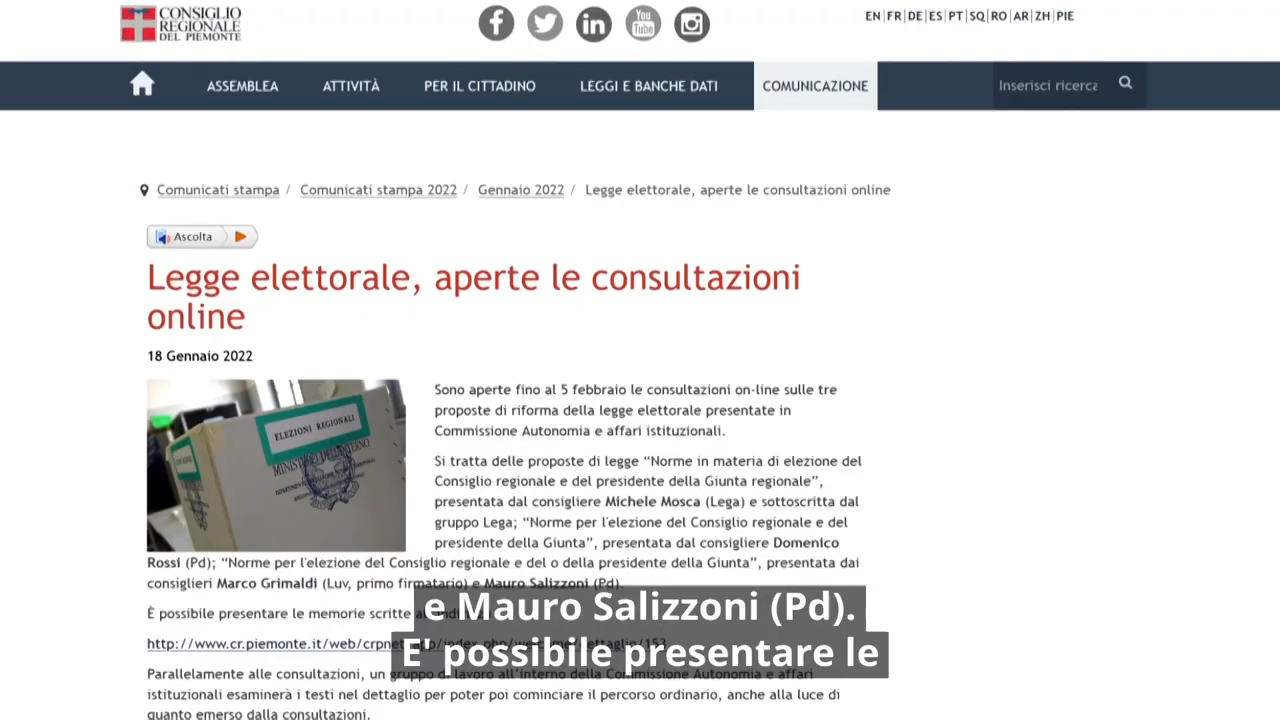 CONSIGLIO
REGIONALE
DEL PIEMONTE
You
Tube
EN | FR | DE | ES | PT | SQ | RO | AR | ZH | PIE
ASSEMBLEA
ATTIVITÀ
PER IL CITTADINO
LEGGI E BANCHE DATI
COMUNICAZIONE
Inserisci ricerca
Comunicati stampa / Comunicati stampa 2022 / Gennaio 2022 / Legge elettorale, aperte le consultazioni online
Ascolta
Legge elettorale, aperte le consultazioni
online
18 Gennaio 2022
ELEZIONI REGIONALI
MINISTERO DELL'INTERNO
Sono aperte fino al 5 febbraio le consultazioni on-line sulle tre
proposte di riforma della legge elettorale presentate in
Commissione Autonomia e affari istituzionali.
Si tratta delle proposte di legge “Norme in materia di elezione del
Consiglio regionale e del presidente della Giunta regionale”,
presentata dal consigliere Michele Mosca (Lega) e sottoscritta dal
gruppo Lega; “Norme per l'elezione del Consiglio regionale e del
presidente della Giunta”, presentata dal consigliere Domenico
Rossi (Pd); “Norme per l'elezione del Consiglio regionale e del o della presidente della Giunta”, presentata dai
consiglieri Marco Grimaldi (Luv, primo firmatario) e Mauro Salizzoni (Pd).
È possibile presentare le memorie scritte
http://www.cr.piemonte.it/web/crpnet
Parallelamente alle consultazioni, un gruppo di lavoro all'interno della Commissione Autonomia e affari
istituzionali esaminerà i testi nel dettaglio per poter poi cominciare il percorso ordinario, anche alla luce di
quanto emerso dalla consultazioni.
e Mauro Salizzoni (Pd).
E' possibile presentare le